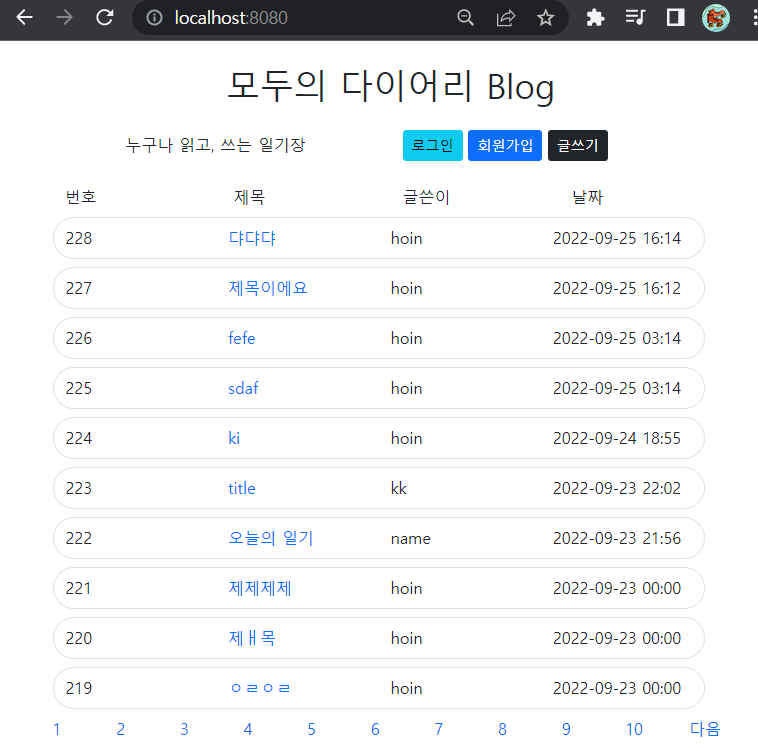 localhost:8080
모두의 다이어리 Blog
누구나 읽고, 쓰는 일기장 로그인 회원가입 글쓰기
번호 제목 글쓴이 날짜
228 댜댜댜 hoin 2022-09-25 16:14
227 제목이에요 hoin 2022-09-25 16:12
226 fefe hoin 2022-09-25 03:14
225 sdaf hoin 2022-09-25 03:14
224 ki hoin 2022-09-24 18:55
223 title kk 2022-09-23 22:02
222 오늘의 일기 name 2022-09-23 21:56
221 제제제제 hoin 2022-09-23 00:00
220 제ㅐ목 hoin 2022-09-23 00:00
219 ㅇㄹㅇㄹ hoin 2022-09-23 00:00
1 2 3 4 5 6 7 8 9 10 다음